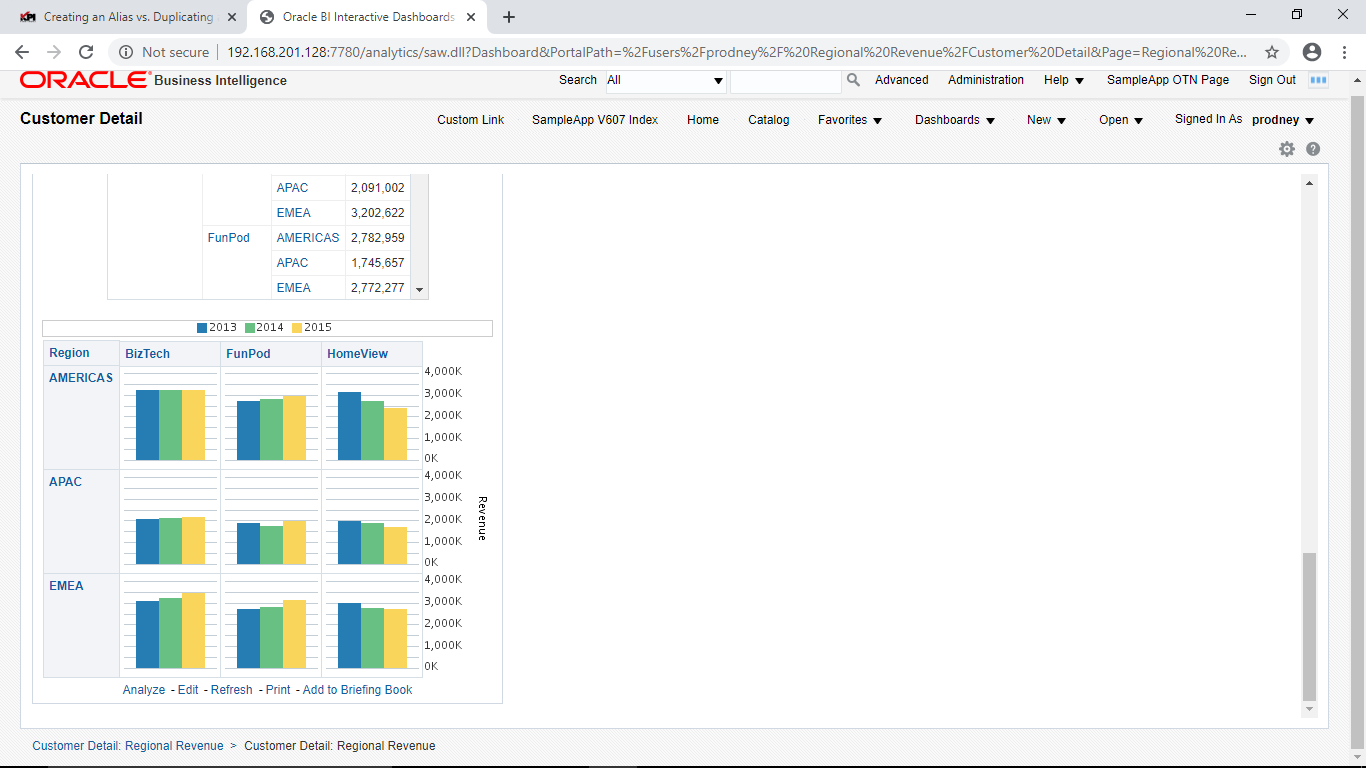 Creating an Alias vs. Duplicating
Oracle BI Interactive Dashboards
Not secure 192.168.201.128:7780/analytics/saw.dll?Dashboard&PortalPath=%2Fusers%2Fprodney%2F%20Regional%20Revenue%2FCustomer%20Detail&Page=Regional%20Re...
ORACLE Business Intelligence
Search All Advanced Administration Help SampleApp OTN Page Sign Out
Customer Detail
Custom Link SampleApp V607 Index Home Catalog Favorites Dashboards New Open Signed In As prodney
APAC 2,091,002
EMEA 3,202,622
FunPod AMERICAS 2,782,959
APAC 1,745,657
EMEA 2,772,277
2013 2014 2015
Region BizTech FunPod HomeView
AMERICAS
4,000K
3,000K
2,000K
1,000K
0K
APAC
4,000K
3,000K
2,000K
1,000K
0K
Revenue
EMEA
4,000K
3,000K
2,000K
1,000K
0K
Analyze - Edit - Refresh - Print - Add to Briefing Book
Customer Detail: Regional Revenue > Customer Detail: Regional Revenue